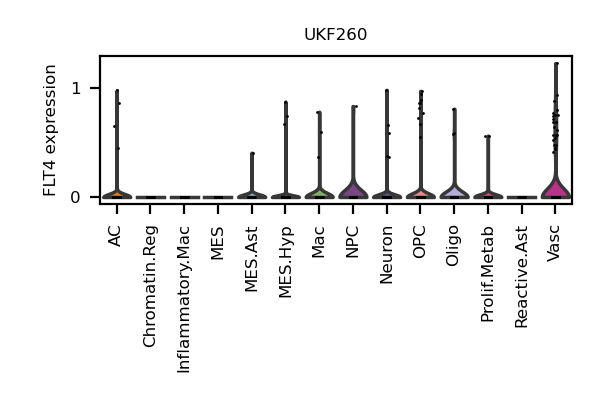 UKF260
FLT4 expression
1
0
AC
Chromatin.Reg
Inflammatory.Mac
MES
MES.Ast
MES.Hyp
Mac
NPC
Neuron
OPC
Oligo
Prolif.Metab
Reactive.Ast
Vasc